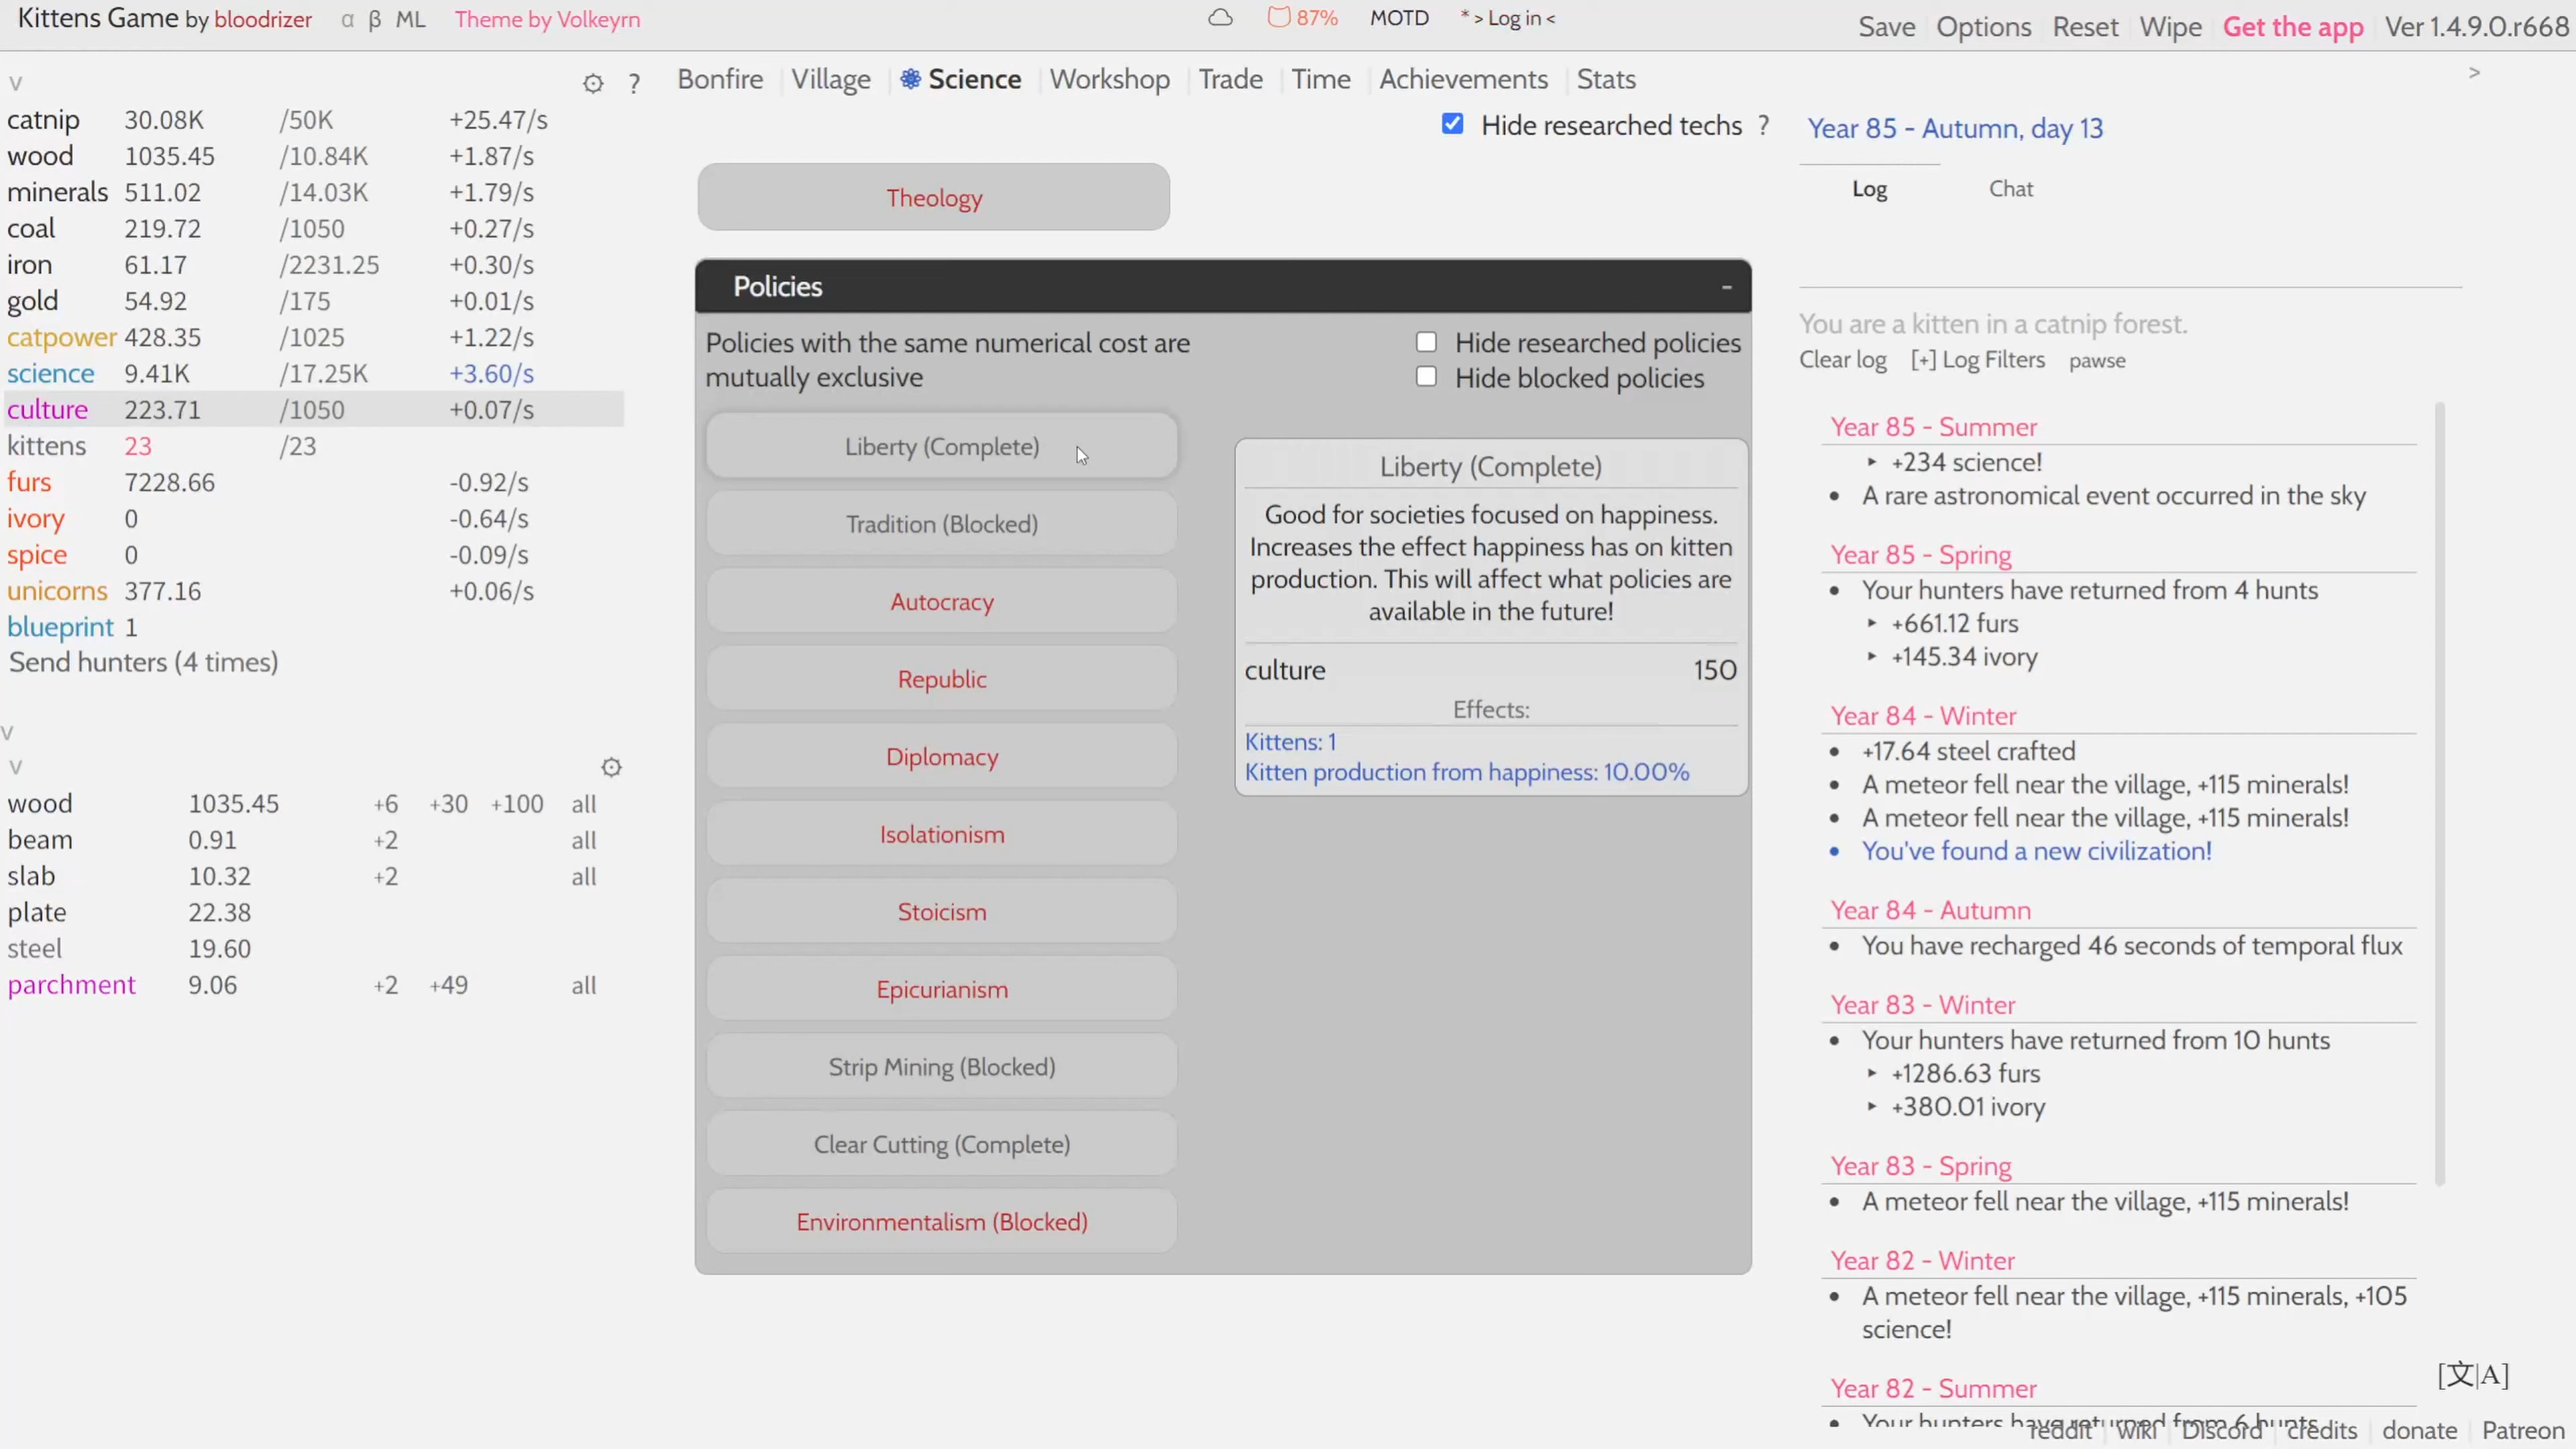 Kittens Game by bloodrizer α β ML Theme by Volkeyrn
87% MOTD * > Log in <
Save Options Reset Wipe Get the app Ver 1.4.9.0.r668
v ?
catnip 30.08K /50K +25.47/s
wood 1035.45 /10.84K +1.87/s
minerals 511.02 /14.03K +1.79/s
coal 219.72 /1050 +0.27/s
iron 61.17 /2231.25 +0.30/s
gold 54.92 /175 +0.01/s
catpower 428.35 /1025 +1.22/s
science 9.41K /17.25K +3.60/s
culture 223.71 /1050 +0.07/s
kittens 23 /23
furs 7228.66 -0.92/s
ivory 0 -0.64/s
spice 0 -0.09/s
unicorns 377.16 +0.06/s
blueprint 1
Send hunters (4 times)
v
v
wood 1035.45 +6 +30 +100 all
beam 0.91 +2 all
slab 10.32 +2 all
plate 22.38
steel 19.60
parchment 9.06 +2 +49 all
Bonfire Village Science Workshop Trade Time Achievements Stats
Hide researched techs ?
Theology
Policies -
Policies with the same numerical cost are
mutually exclusive
Hide researched policies
Hide blocked policies
Liberty (Complete)
Tradition (Blocked)
Autocracy
Republic
Diplomacy
Isolationism
Stoicism
Epicurianism
Strip Mining (Blocked)
Clear Cutting (Complete)
Environmentalism (Blocked)
Liberty (Complete)
Good for societies focused on happiness.
Increases the effect happiness has on kitten
production. This will affect what policies are
available in the future!
culture 150
Effects:
Kittens: 1
Kitten production from happiness: 10.00%
>
Year 85 - Autumn, day 13
Log Chat
You are a kitten in a catnip forest.
Clear log [+] Log Filters pawse
Year 85 - Summer
‣ +234 science!
• A rare astronomical event occurred in the sky
Year 85 - Spring
• Your hunters have returned from 4 hunts
‣ +661.12 furs
‣ +145.34 ivory
Year 84 - Winter
• +17.64 steel crafted
• A meteor fell near the village, +115 minerals!
• A meteor fell near the village, +115 minerals!
• You've found a new civilization!
Year 84 - Autumn
• You have recharged 46 seconds of temporal flux
Year 83 - Winter
• Your hunters have returned from 10 hunts
‣ +1286.63 furs
‣ +380.01 ivory
Year 83 - Spring
• A meteor fell near the village, +115 minerals!
Year 82 - Winter
• A meteor fell near the village, +115 minerals, +105
science!
Year 82 - Summer
• Your hunters have returned from 6 hunts
[文|A]
reddit wiki Discord credits donate Patreon